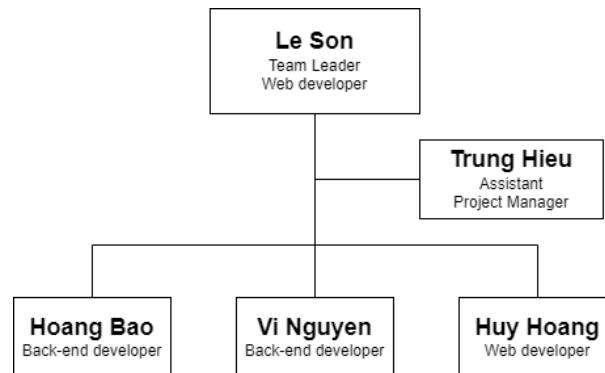 Le Son
Team Leader
Web developer
Trung Hieu
Assistant
Project Manager
Hoang Bao
Back-end developer
Vi Nguyen
Back-end developer
Huy Hoang
Web developer